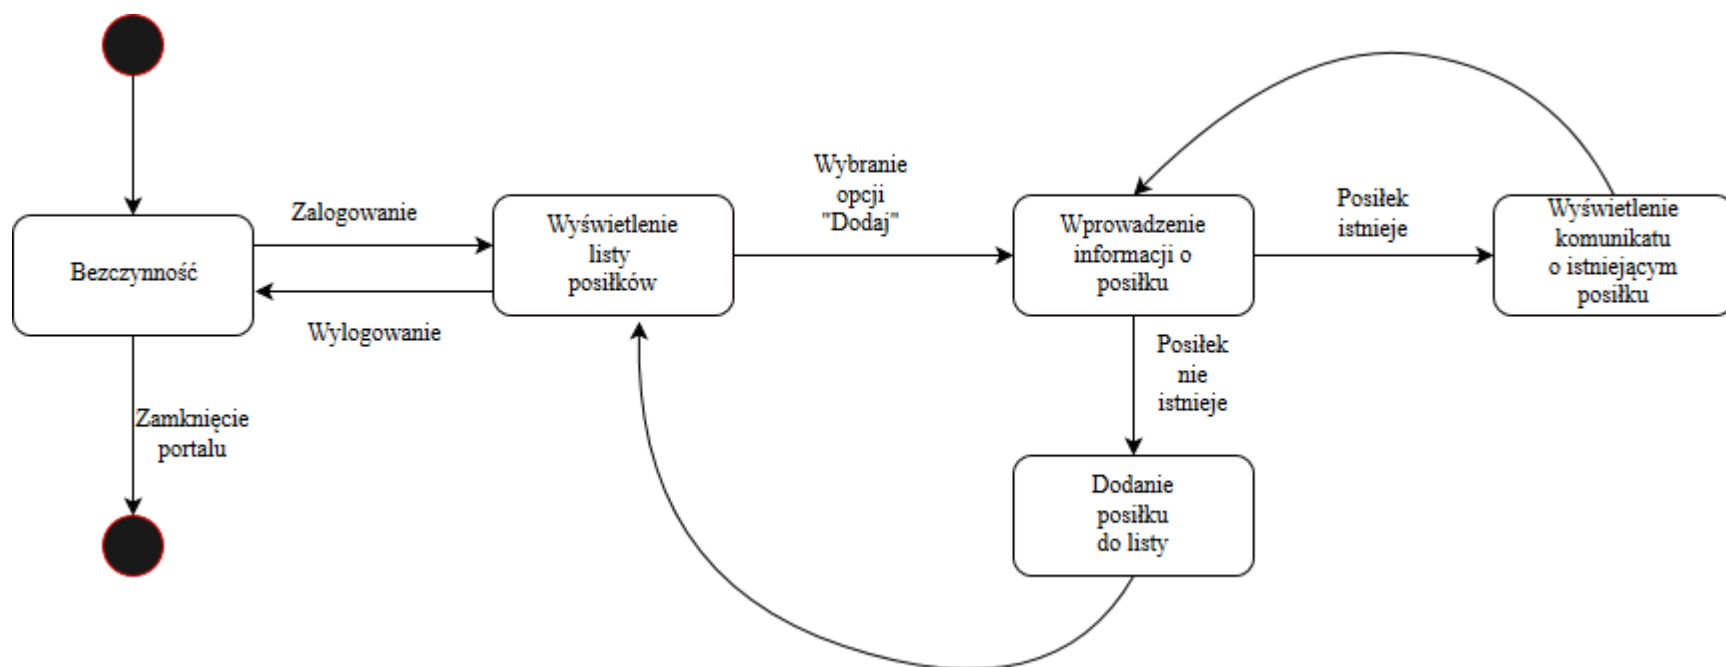 Bezczynność
Zalogowanie
Wylogowanie
Zamknięcie
portalu
Wyświetlenie
listy
posiłków
Wybranie
opcji
"Dodaj"
Wprowadzenie
informacji o
posiłku
Posiłek
istnieje
Wyświetlenie
komunikatu
o istniejącym
posiłku
Posiłek
nie
istnieje
Dodanie
posiłku
do listy